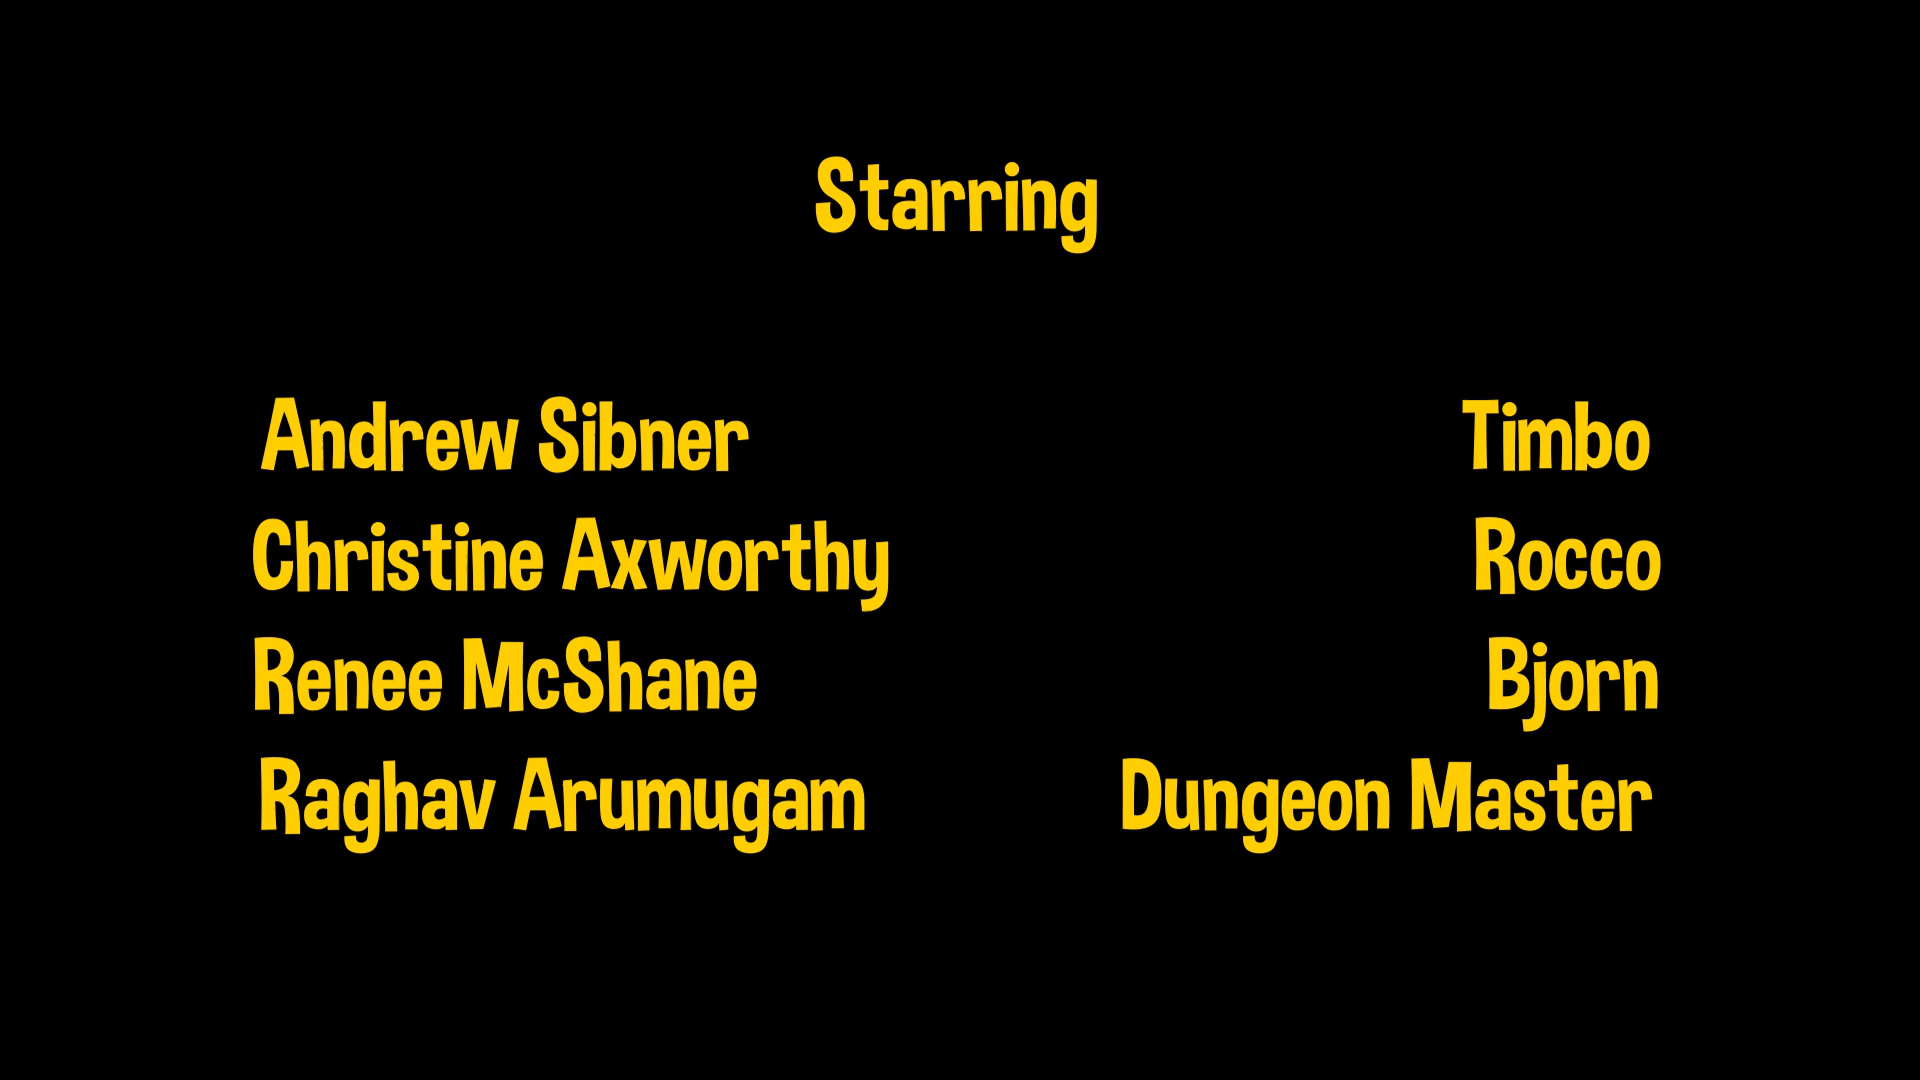 Starring
Andrew Sibner Timbo
Christine Axworthy Rocco
Renee McShane Bjorn
Raghav Arumugam Dungeon Master